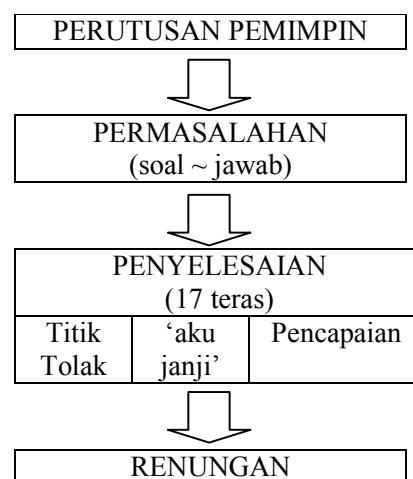 PERUTUSAN PEMIMPIN
PERMASALAHAN
(soal ~ jawab)
PENYELESAIAN
(17 teras)
Titik Tolak
‘aku janji’
Pencapaian
RENUNGAN